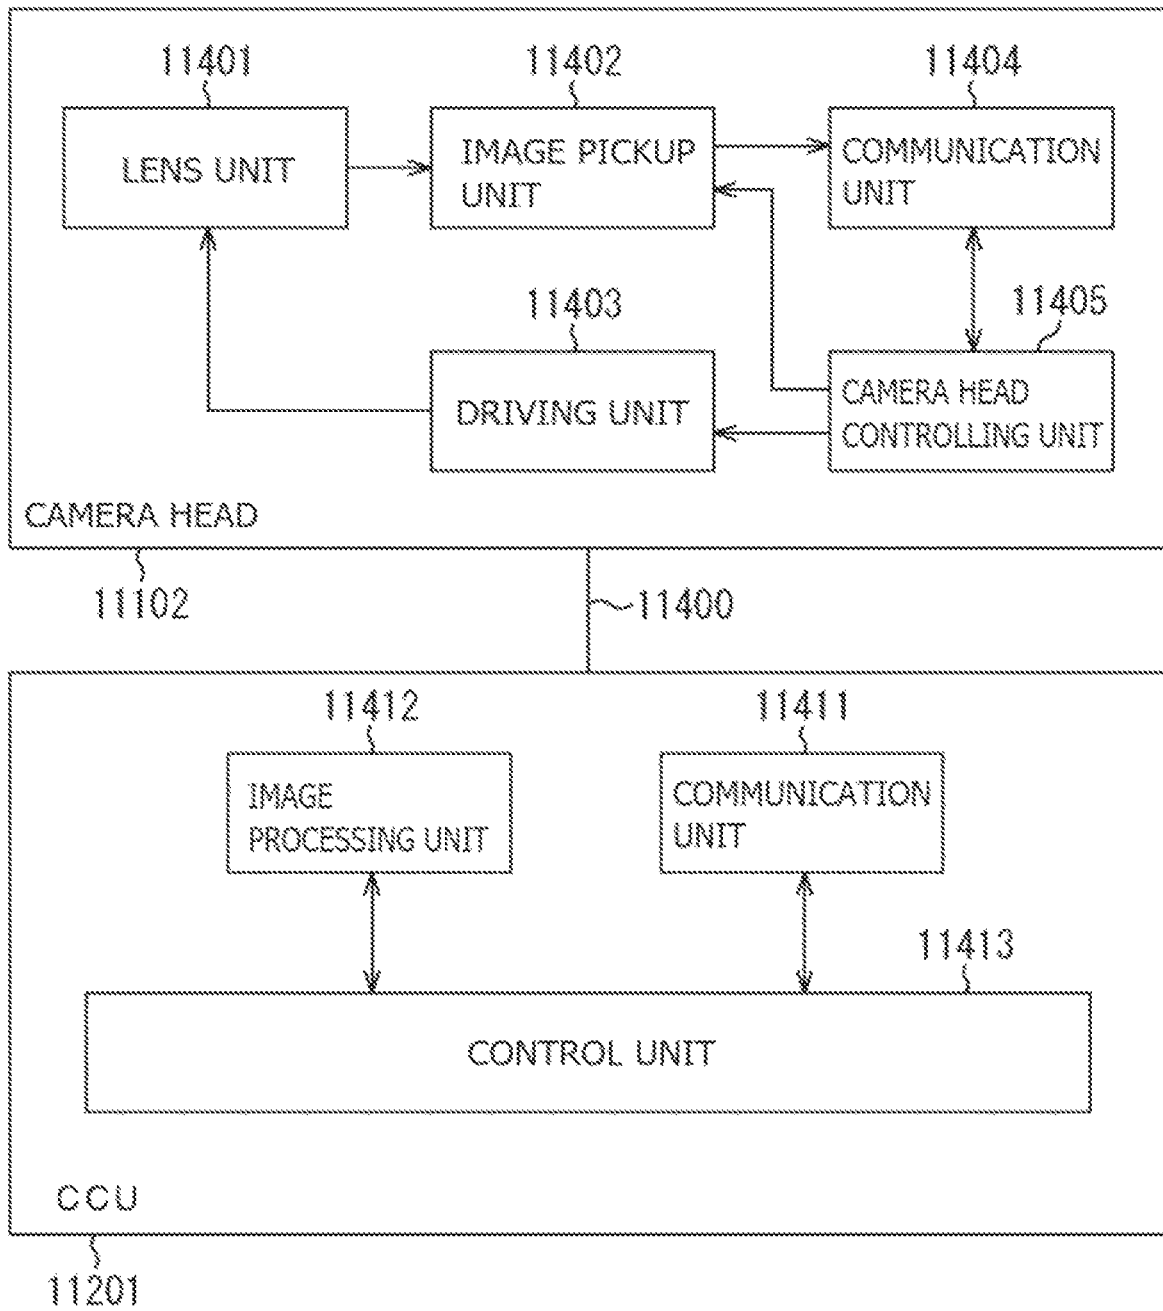 11401
11402
11404
LENS UNIT
IMAGE PICKUP
UNIT
COMMUNICATION
UNIT
11403
11405
DRIVING UNIT
CAMERA HEAD
CONTROLLING UNIT
CAMERA HEAD
11102
11400
11412
11411
IMAGE
PROCESSING UNIT
COMMUNICATION
UNIT
11413
CONTROL UNIT
CCU
11201